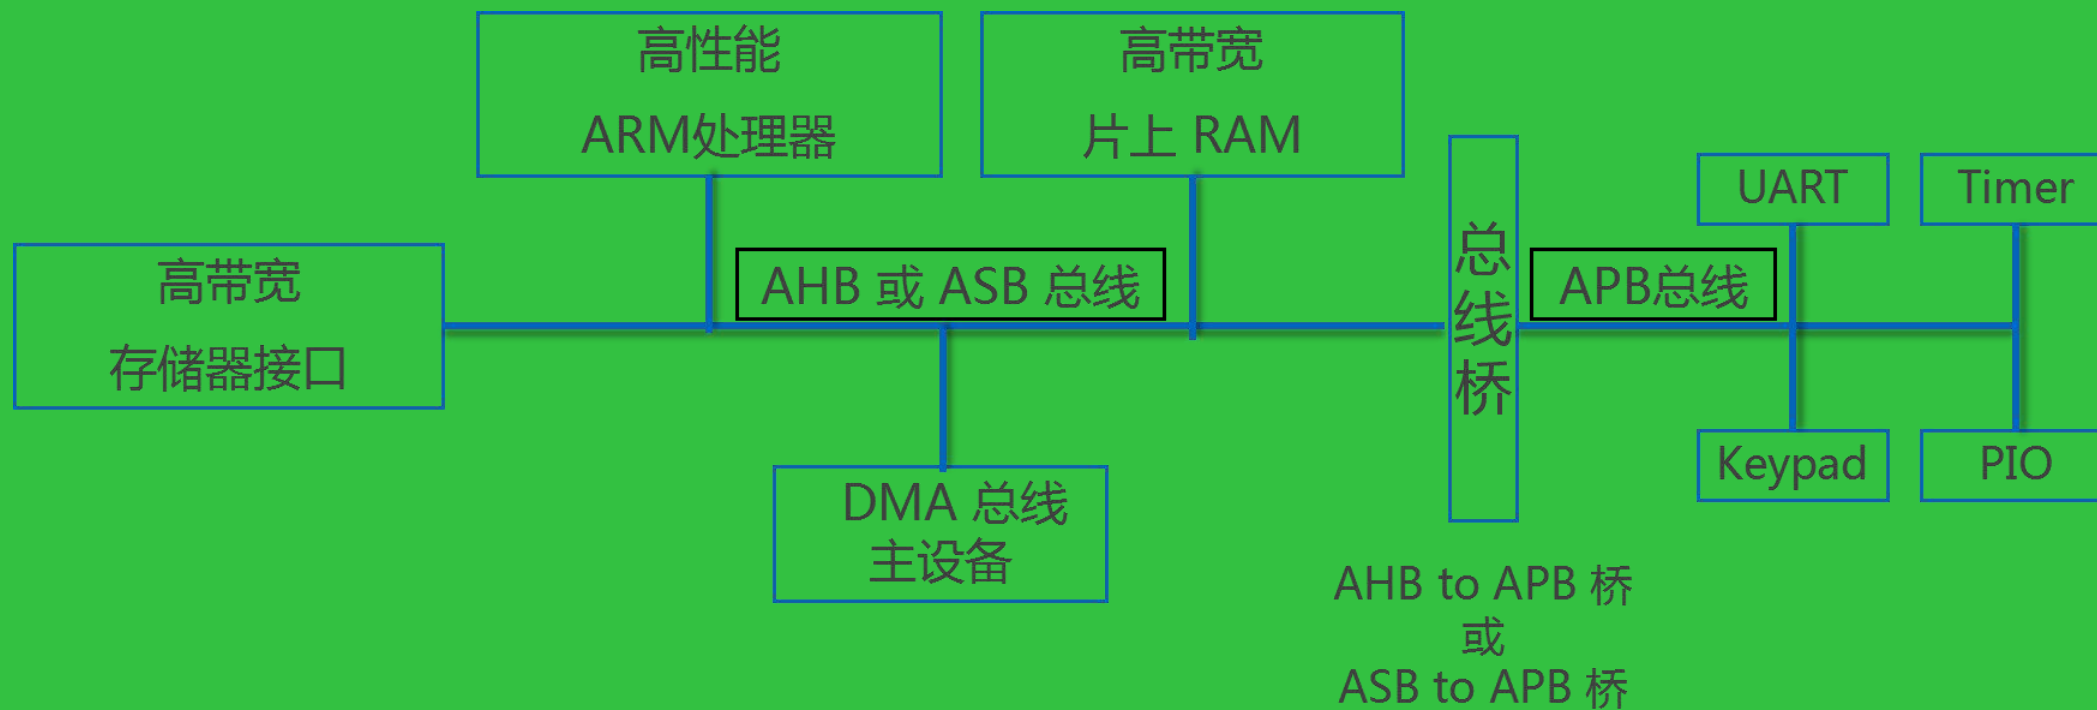 高性能
ARM处理器
高带宽
片上 RAM
UART
Timer
高带宽
存储器接口
AHB 或 ASB 总线
总线桥
APB总线
Keypad
PIO
DMA 总线
主设备
AHB to APB 桥
或
ASB to APB 桥